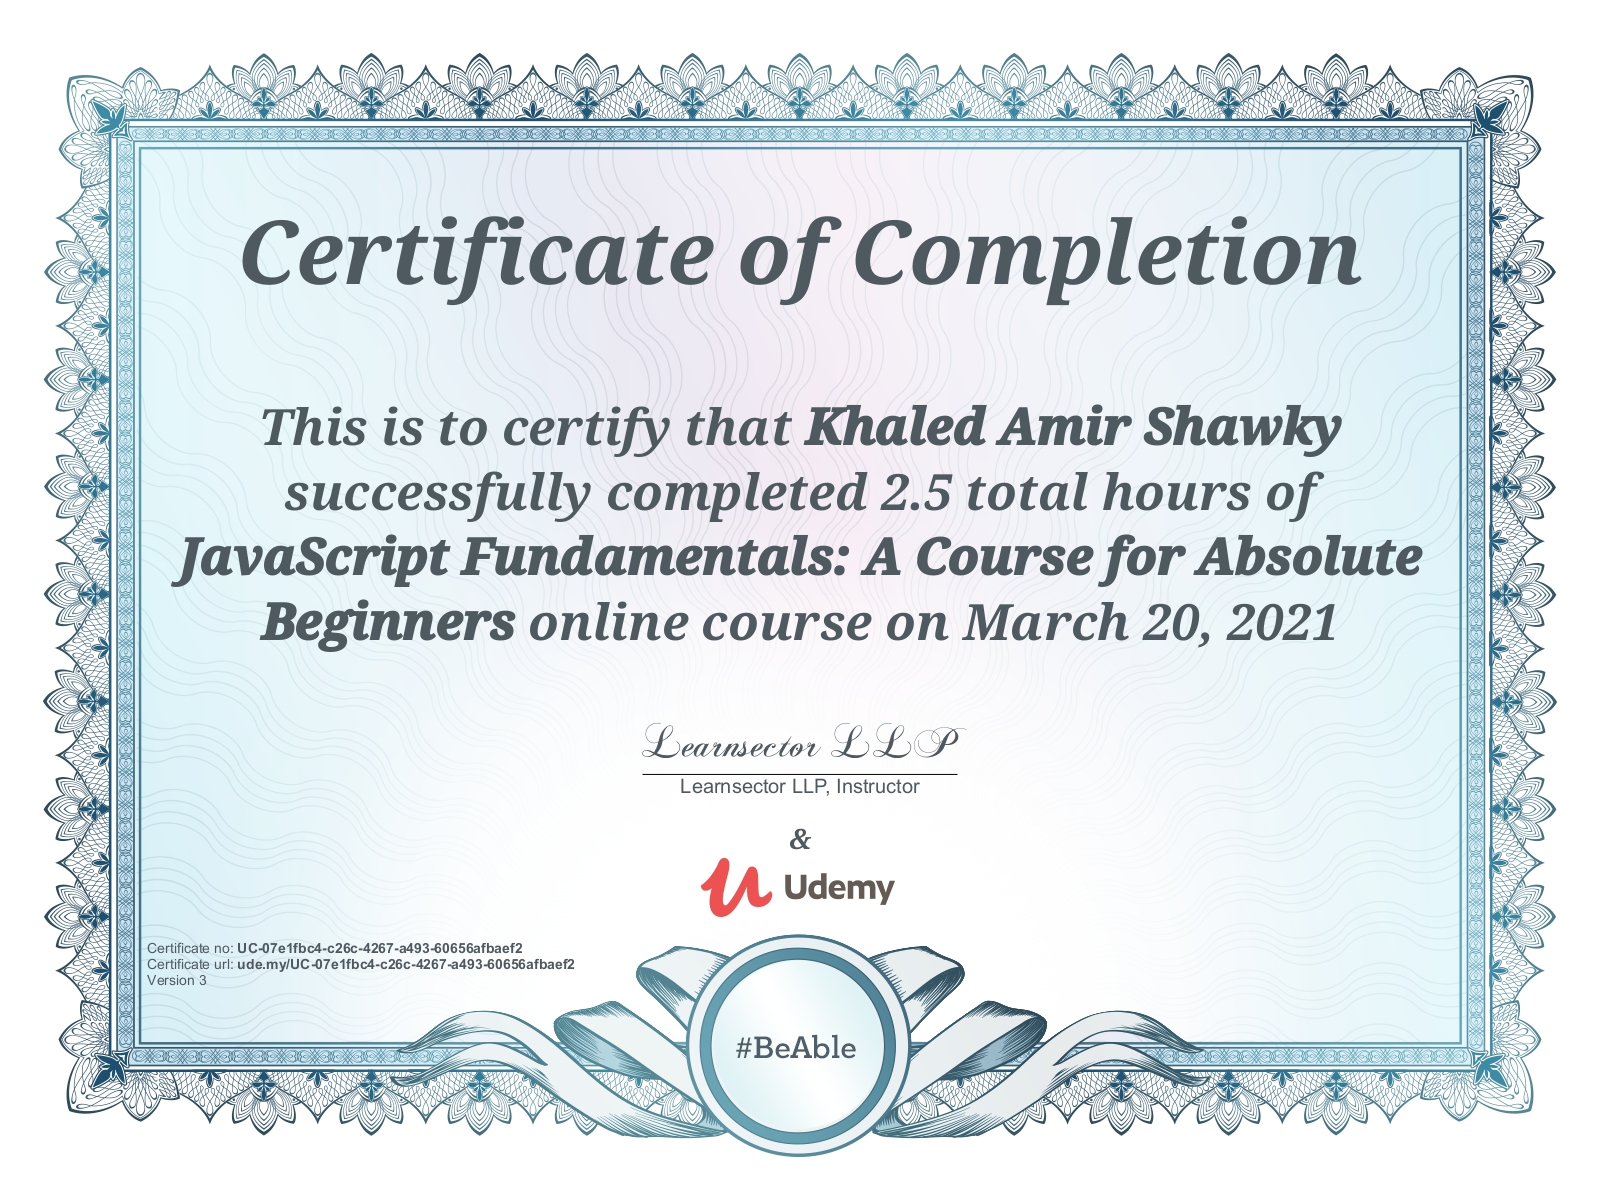 Certificate of Completion
This is to certify that Khaled Amir Shawky
successfully completed 2.5 total hours of
JavaScript Fundamentals: A Course for Absolute
Beginners online course on March 20, 2021
Learnsector LLP
Learnsector LLP, Instructor
&
Udemy
Certificate no: UC-07e1fbc4-c26c-4267-a493-60656afbaef2
Certificate url: ude.my/UC-07e1fbc4-c26c-4267-a493-60656afbaef2
Version 3
#BeAble